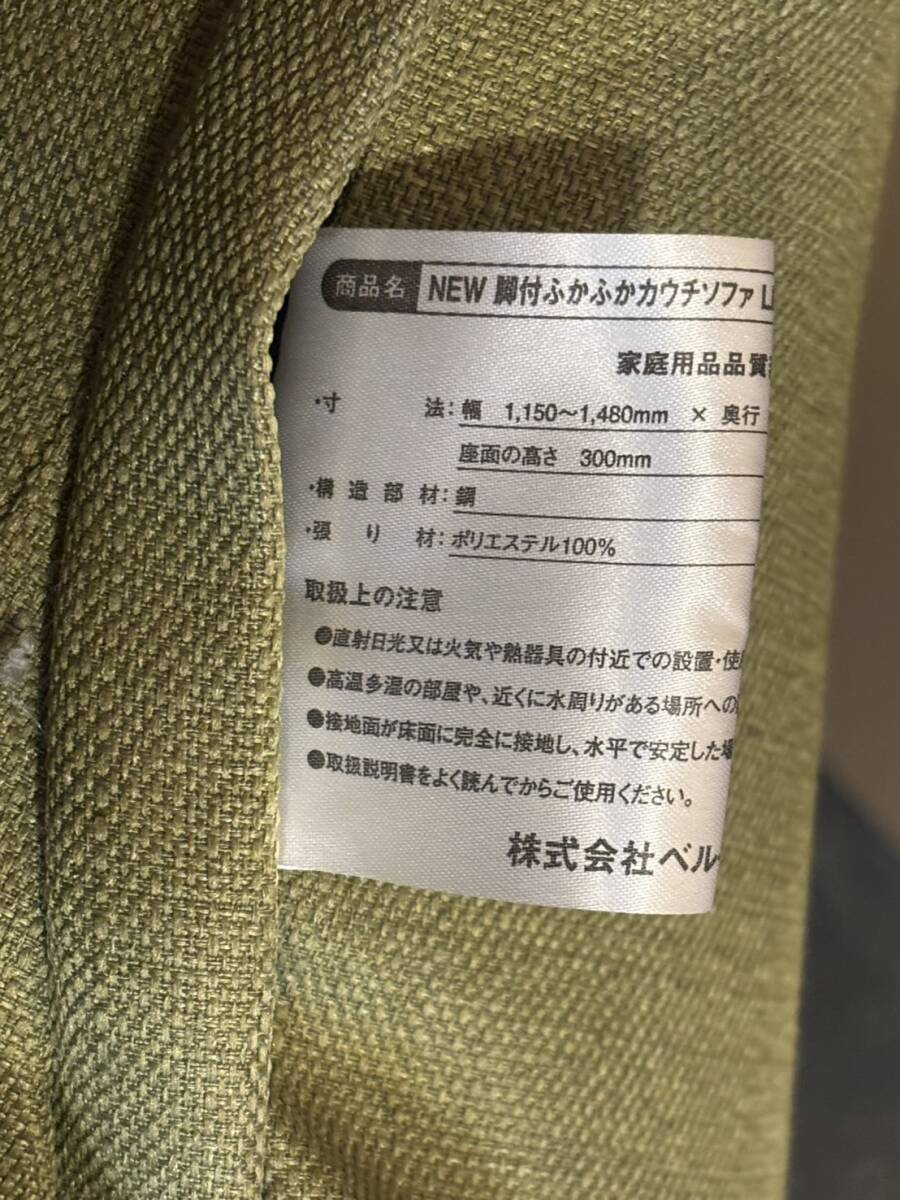 商品名 NEW 脚付ふかふかカウチソファ L
家庭用品品質
・寸法：幅 1,150～1,480mm × 奥行
座面の高さ 300mm
・構造部材：鋼
・張り材：ポリエステル100%
取扱上の注意
●直射日光又は火気や熱器具の付近での設置・使
●高温多湿の部屋や、近くに水周りがある場所への
●接地面が床面に完全に接地し、水平で安定した場
●取扱説明書をよく読んでからご使用ください。
株式会社ベル